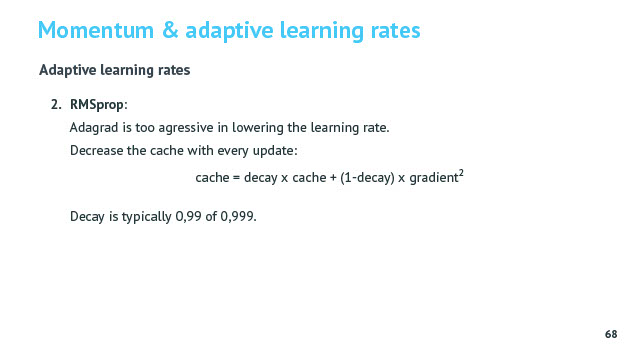 Momentum & adaptive learning rates
Adaptive learning rates
2. RMSprop:
Adagrad is too agressive in lowering the learning rate.
Decrease the cache with every update:
cache = decay x cache + (1-decay) x gradient²
Decay is typically 0,99 of 0,999.
68